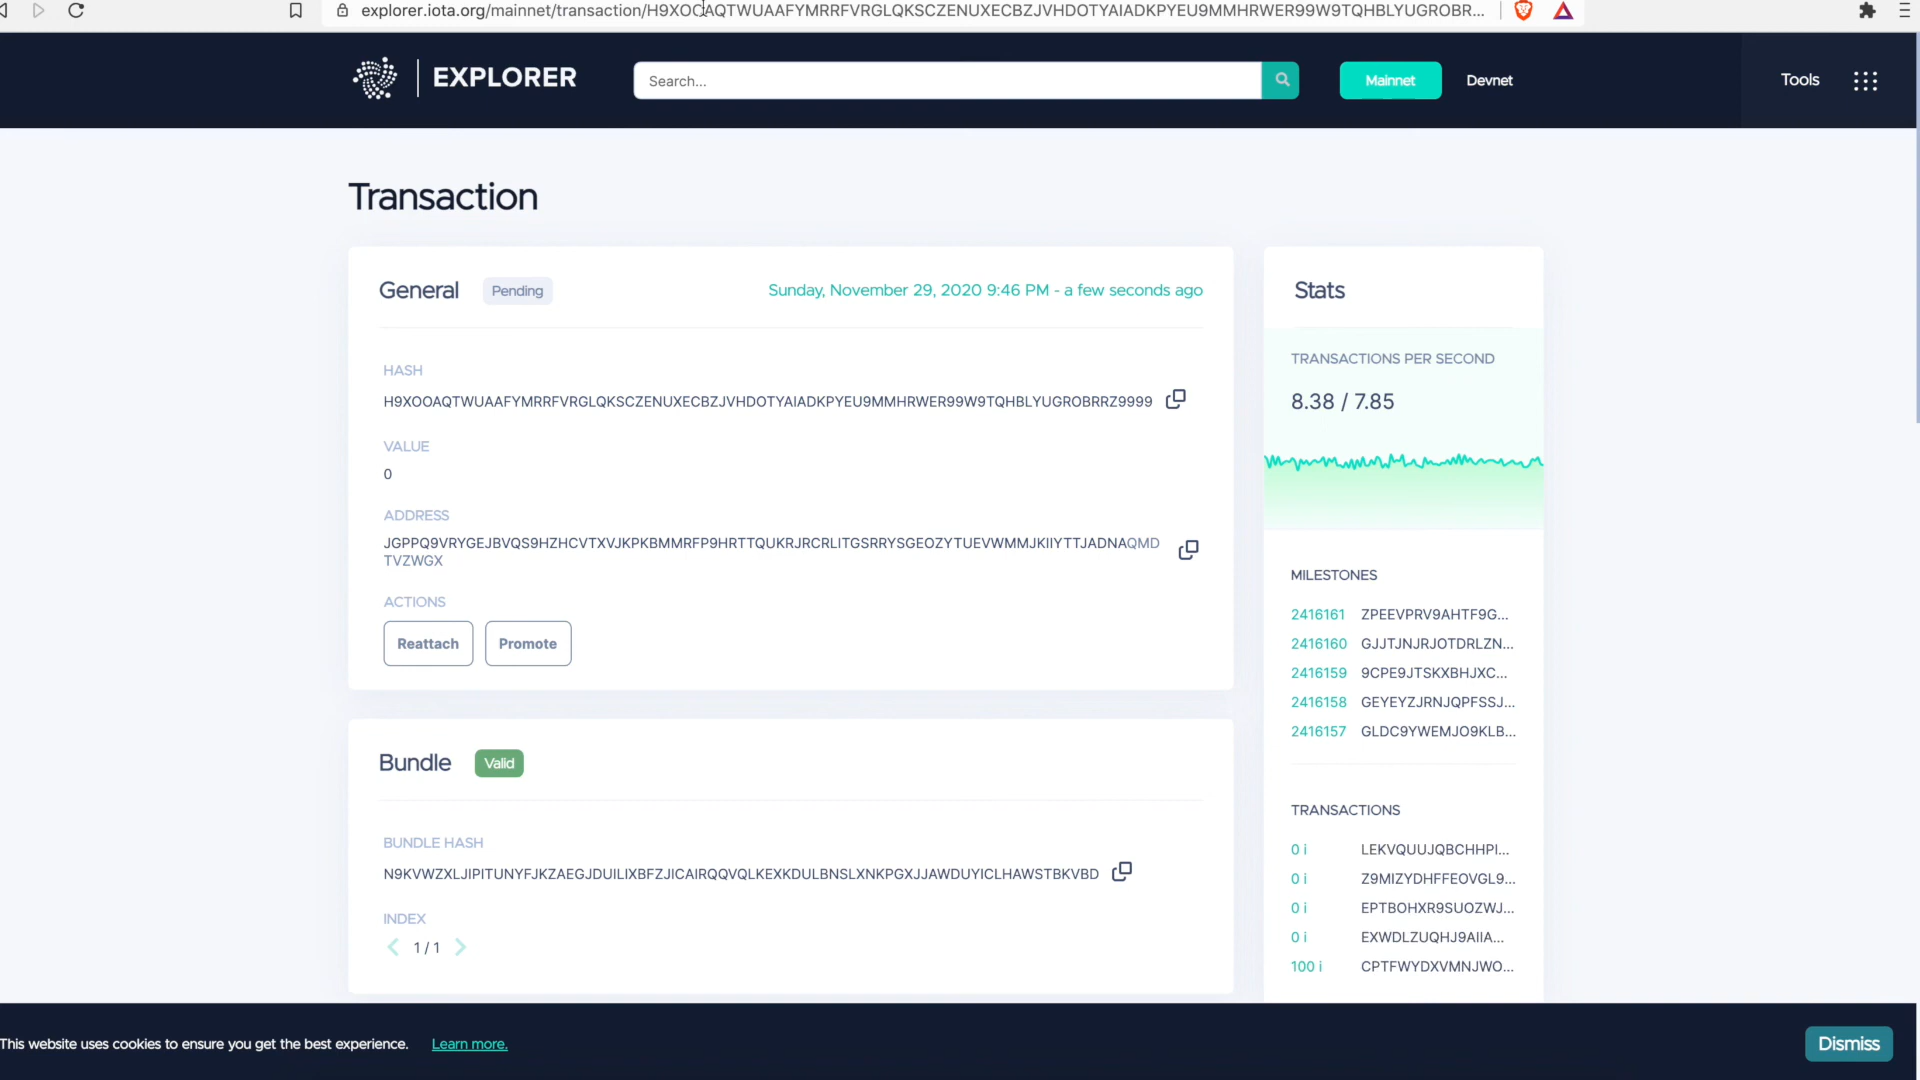 explorer.iota.org/mainnet/transaction/H9XOOAQTWUAAFYMRRFVRGLQKSCZENUXECBZJVHDOTYAIADKPYEU9MMHRWER99W9TQHBLYUGROBR...
EXPLORER
Search...
Mainnet
Devnet
Tools
Transaction
General
Pending
Sunday, November 29, 2020 9:46 PM - a few seconds ago
HASH
H9XOOAQTWUAAFYMRRFVRGLQKSCZENUXECBZJVHDOTYAIADKPYEU9MMHRWER99W9TQHBLYUGROBRRZ9999
VALUE
0
ADDRESS
JGPPQ9VRYGEJBVQS9HZHCVTXVJKPKBMMRFP9HRTTQUKRJRCRLITGSRRYSGEOZYTUEVWMMJKIIYTTJADNAQMD
TVZWGX
ACTIONS
Reattach
Promote
Bundle
Valid
BUNDLE HASH
N9KVWZXLJIPITUNYFJKZAEGJDUILIXBFZJICAIRQQVQLKEXKDULBNSLXNKPGXJJAWDUYICLHAWSTBKVBD
INDEX
1 / 1
Stats
TRANSACTIONS PER SECOND
8.38 / 7.85
MILESTONES
2416161 ZPEEVPRV9AHTF9G...
2416160 GJJTJNJRJOTDRLZN...
2416159 9CPE9JTSKXBHJXC...
2416158 GEYEYZJRNJQPFSSJ...
2416157 GLDC9YWEMJO9KLB...
TRANSACTIONS
0 i LEKVQUUJQBCHHPI...
0 i Z9MIZYDHFFEOVGL9...
0 i EPTBOHXR9SUOZWJ...
0 i EXWDLZUQHJ9AIIA...
100 i CPTFWYDXVMNJWO...
This website uses cookies to ensure you get the best experience.
Learn more.
Dismiss